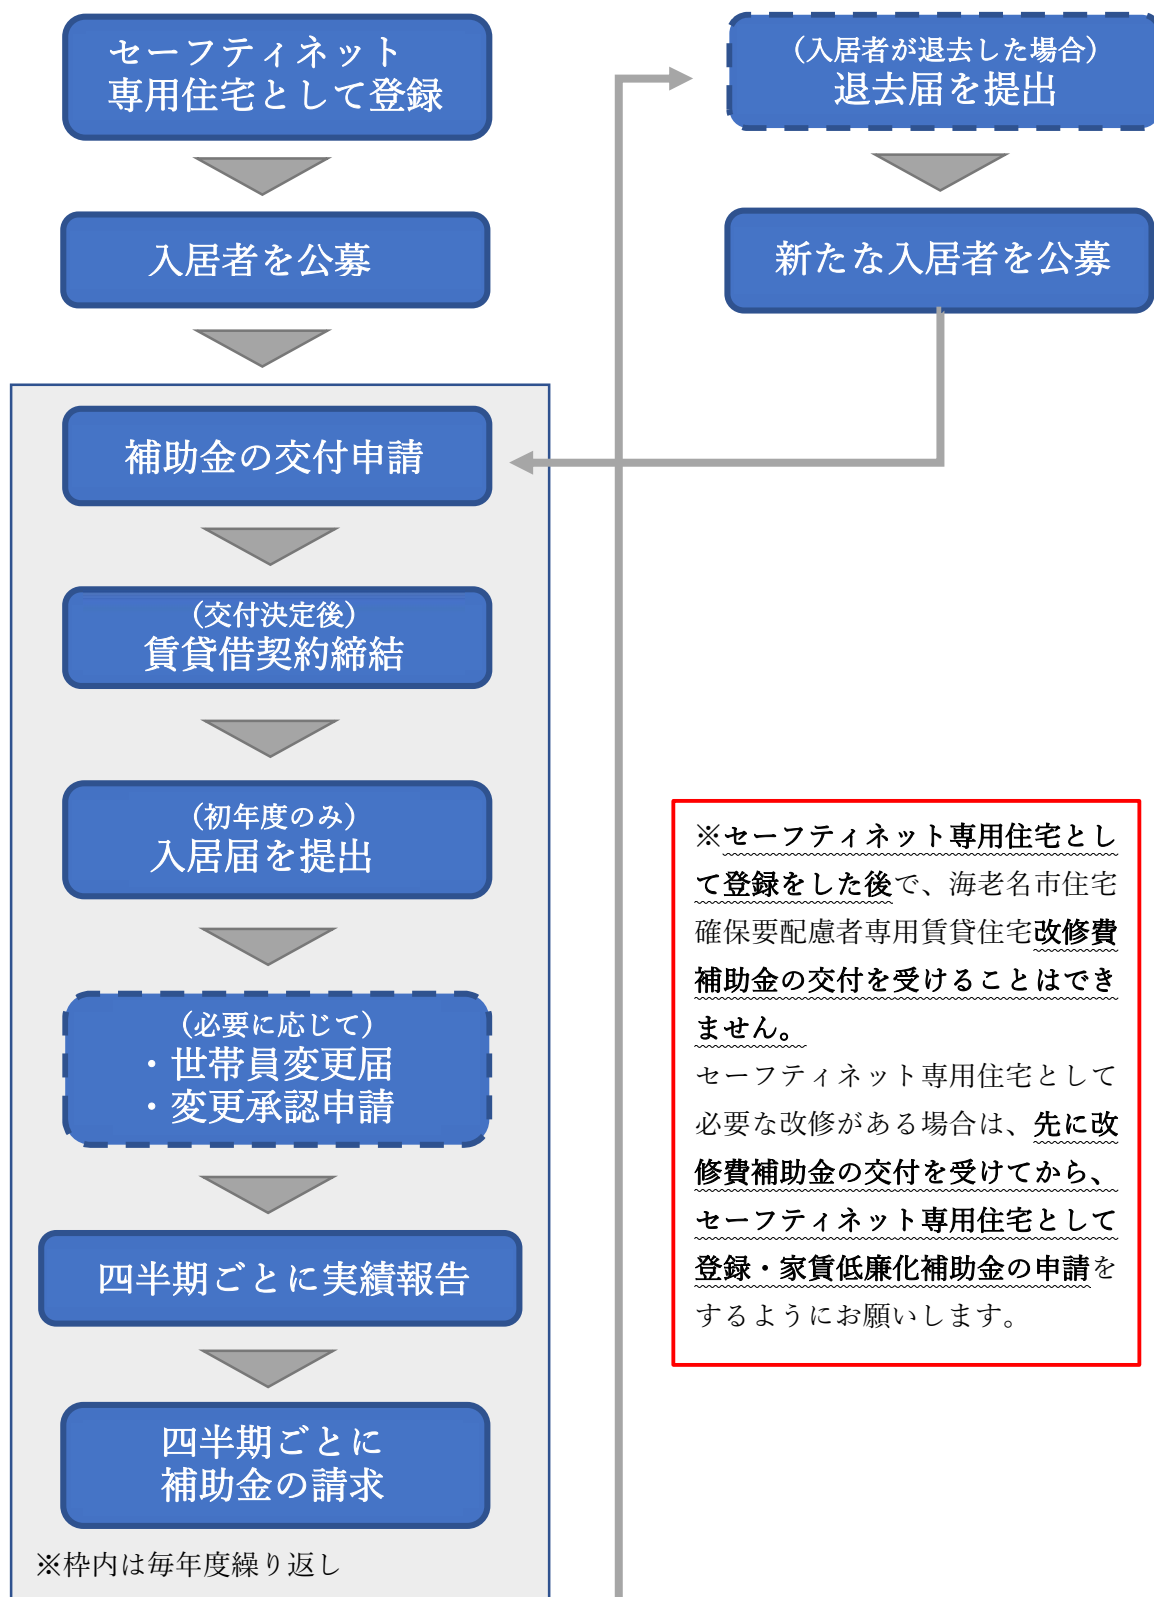 セーフティネット
専用住宅として登録
入居者を公募
補助金の交付申請
（交付決定後）
賃貸借契約締結
（初年度のみ）
入居届を提出
（必要に応じて）
・世帯員変更届
・変更承認申請
四半期ごとに実績報告
四半期ごとに
補助金の請求
※枠内は毎年度繰り返し
（入居者が退去した場合）
退去届を提出
新たな入居者を公募
※セーフティネット専用住宅とし
て登録をした後で、海老名市住宅
確保要配慮者専用賃貸住宅改修費
補助金の交付を受けることはでき
ません。
セーフティネット専用住宅として
必要な改修がある場合は、先に改
修費補助金の交付を受けてから、
セーフティネット専用住宅として
登録・家賃低廉化補助金の申請を
するようにお願いします。